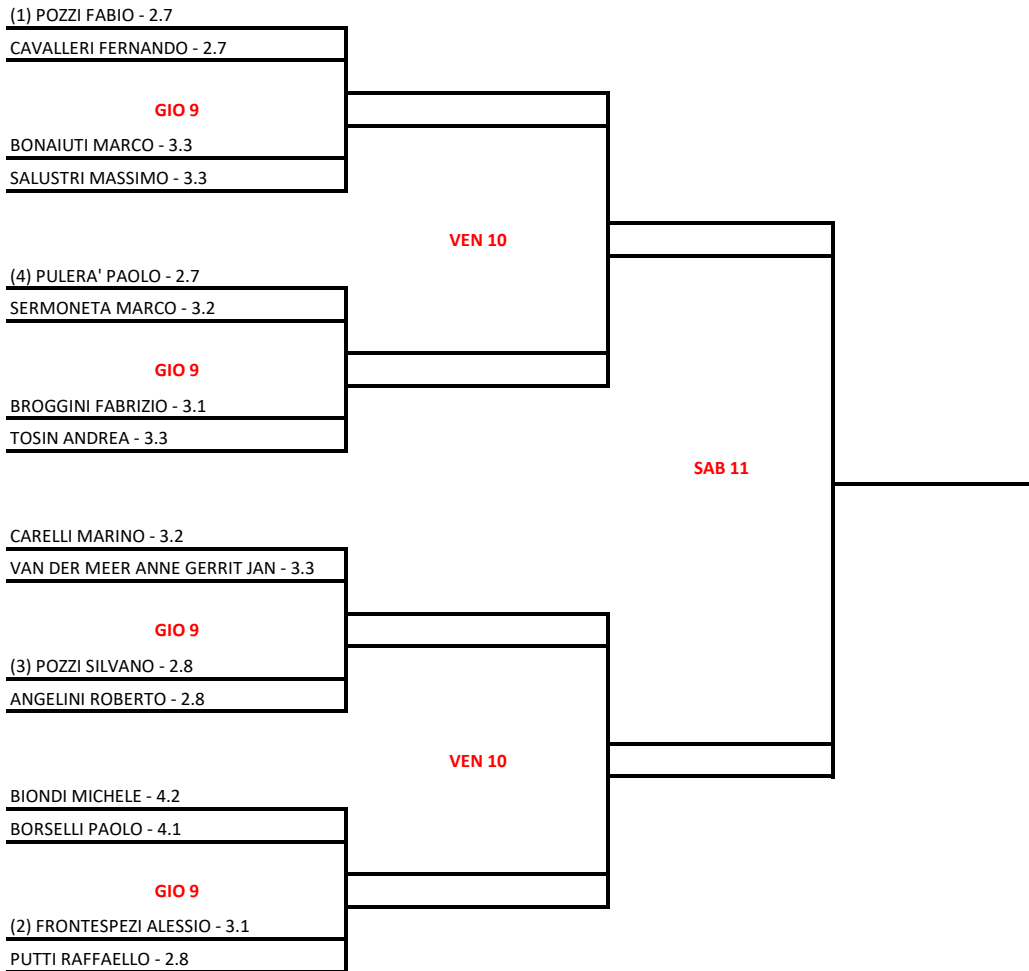 (1) POZZI FABIO - 2.7
CAVALLERI FERNANDO - 2.7
GIO 9
BONAIUTI MARCO - 3.3
SALUSTRI MASSIMO - 3.3
VEN 10
(4) PULERA' PAOLO - 2.7
SERMONETA MARCO - 3.2
GIO 9
BROGGINI FABRIZIO - 3.1
TOSIN ANDREA - 3.3
SAB 11
CARELLI MARINO - 3.2
VAN DER MEER ANNE GERRIT JAN - 3.3
GIO 9
(3) POZZI SILVANO - 2.8
ANGELINI ROBERTO - 2.8
VEN 10
BIONDI MICHELE - 4.2
BORSELLI PAOLO - 4.1
GIO 9
(2) FRONTESPEZI ALESSIO - 3.1
PUTTI RAFFAELLO - 2.8